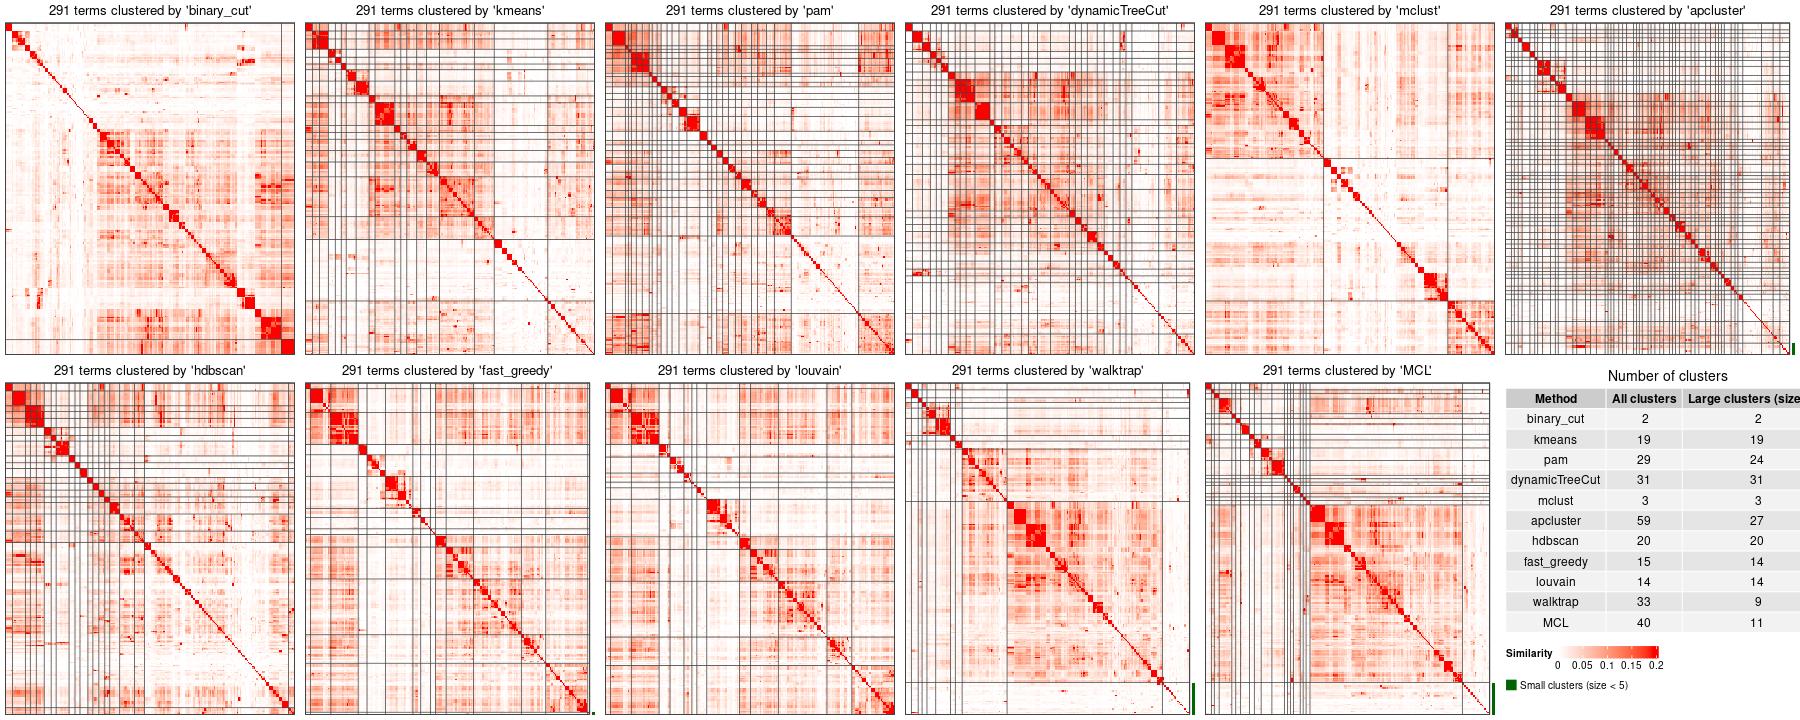 291 terms clustered by 'binary_cut'
291 terms clustered by 'kmeans'
291 terms clustered by 'pam'
291 terms clustered by 'dynamicTreeCut'
291 terms clustered by 'mclust'
291 terms clustered by 'apcluster'
291 terms clustered by 'hdbscan'
291 terms clustered by 'fast_greedy'
291 terms clustered by 'louvain'
291 terms clustered by 'walktrap'
291 terms clustered by 'MCL'
Number of clusters
Method All clusters Large clusters (size
binary_cut 2 2
kmeans 19 19
pam 29 24
dynamicTreeCut 31 31
mclust 3 3
apcluster 59 27
hdbscan 20 20
fast_greedy 15 14
louvain 14 14
walktrap 33 9
MCL 40 11
Similarity
0 0.05 0.1 0.15 0.2
Small clusters (size < 5)